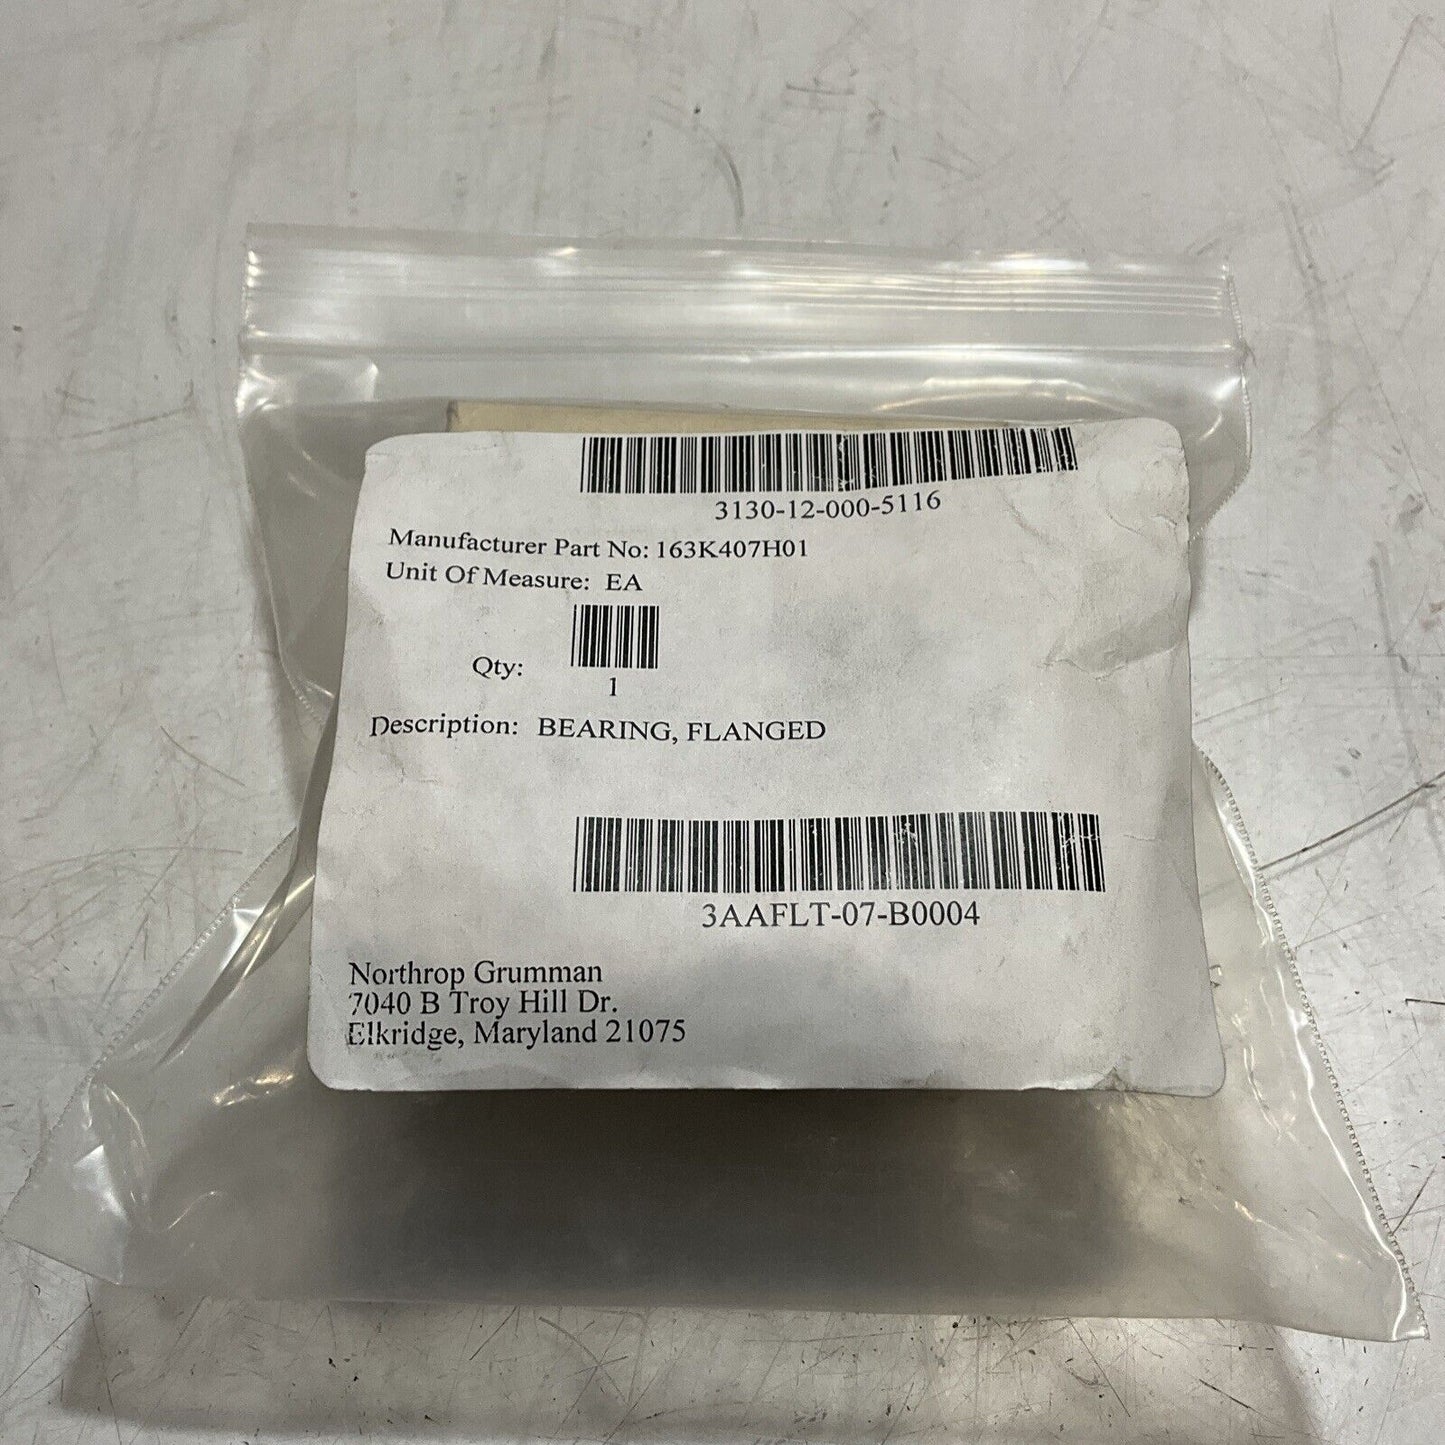 3130-12-000-5116
Manufacturer Part No: 163K407H01
Unit Of Measure: EA
Qty:
1
Description: BEARING, FLANGED
3AAFLT-07-B0004
Northrop Grumman
7040 B Troy Hill Dr.
Elkridge, Maryland 21075